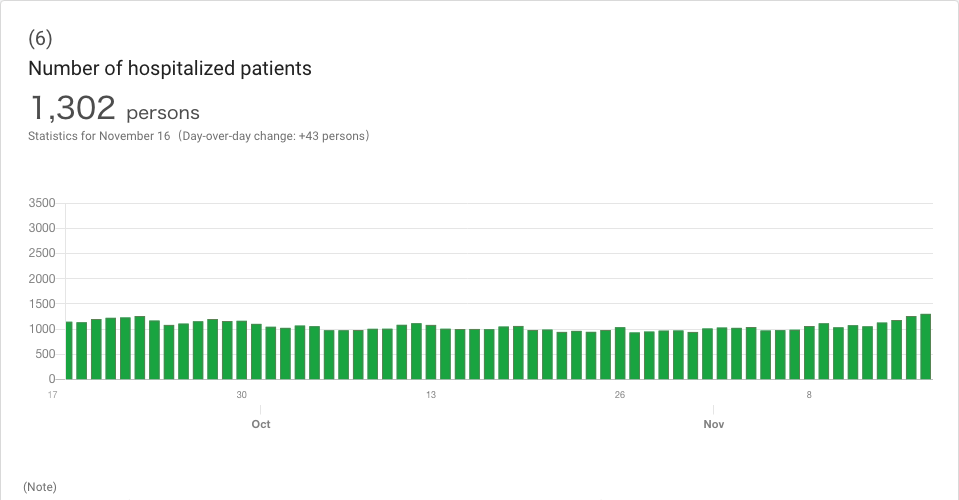 (6)
Number of hospitalized patients
1,302 persons
Statistics for November 16（Day-over-day change: +43 persons）
3500
3000
2500
2000
1500
1000
500
0
17 30 13 26 8
Oct Nov
(Note)